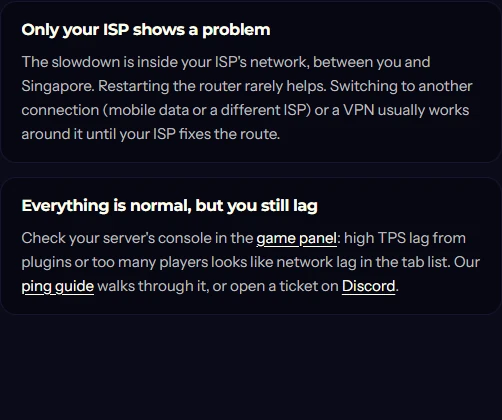 Only your ISP shows a problem
The slowdown is inside your ISP's network, between you and
Singapore. Restarting the router rarely helps. Switching to another
connection (mobile data or a different ISP) or a VPN usually works
around it until your ISP fixes the route.
Everything is normal, but you still lag
Check your server's console in the game panel: high TPS lag from
plugins or too many players looks like network lag in the tab list. Our
ping guide walks through it, or open a ticket on Discord.